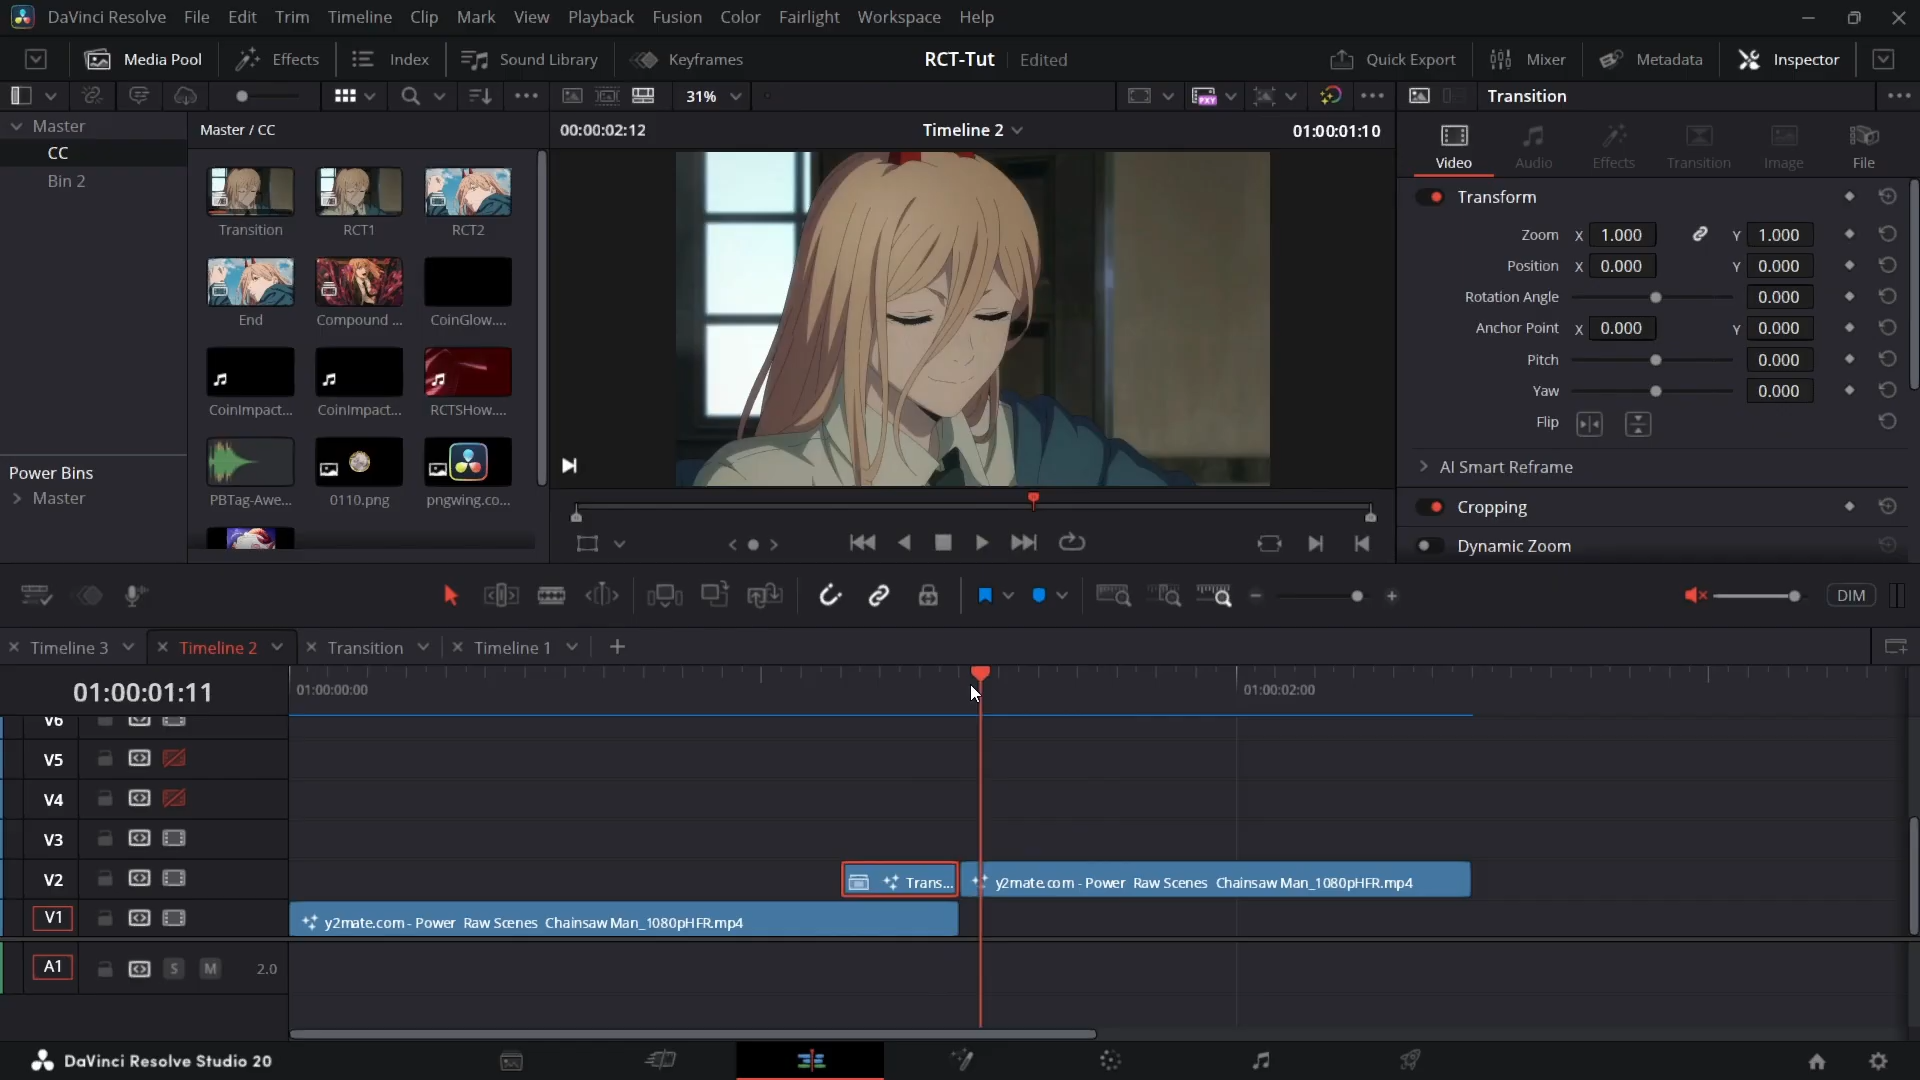 DaVinci Resolve File Edit Trim Timeline Clip Mark View Playback Fusion Color Fairlight Workspace Help
Media Pool Effects Index Sound Library Keyframes RCT-Tut Edited Quick Export Mixer Metadata Inspector
31% PXY Transition
Master
CC
Bin 2
Power Bins
Master
Master / CC
Transition RCT1 RCT2
End Compound ... CoinGlow....
CoinImpact... CoinImpact... RCTSHow....
PBTag-Awe... 0110.png pngwing.co...
00:00:02:12 Timeline 2 01:00:01:10
Video Audio Effects Transition Image File
Transform
Zoom X 1.000 Y 1.000
Position X 0.000 Y 0.000
Rotation Angle 0.000
Anchor Point X 0.000 Y 0.000
Pitch 0.000
Yaw 0.000
Flip
AI Smart Reframe
Cropping
Dynamic Zoom
DIM
Timeline 3 Timeline 2 Transition Timeline 1
01:00:01:11 01:00:00:00 01:00:02:00
V6
V5
V4
V3
V2 Trans... y2mate.com - Power Raw Scenes Chainsaw Man_1080pHFR.mp4
V1 y2mate.com - Power Raw Scenes Chainsaw Man_1080pHFR.mp4
A1 S M 2.0
DaVinci Resolve Studio 20